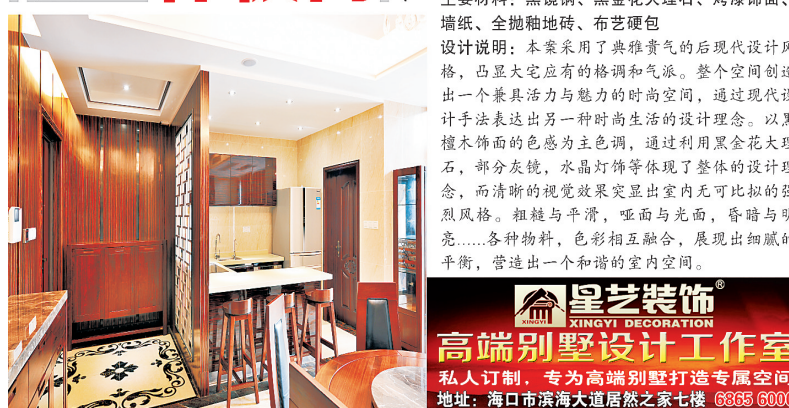 墙纸、全抛釉地砖、布艺硬包
设计说明：本案采用了典雅贵气的后现代设计风
格，凸显大宅应有的格调和气派。整个空间创造
出一个兼具活力与魅力的时尚空间，通过现代设
计手法表达出另一种时尚生活的设计理念。以黑
檀木饰面的色感为主色调，通过利用黑金花大理
石，部分灰镜，水晶灯饰等体现了整体的设计理
念，而清晰的视觉效果突显出室内无可比拟的强
烈风格。粗糙与平滑，哑面与光面，昏暗与明
亮……各种物料，色彩相互融合，展现出细腻的
平衡，营造出一个和谐的室内空间。
星艺装饰®
XINGYI
XINGYI DECORATION
高端别墅设计工作室
私人订制，专为高端别墅打造专属空间
地址：海口市滨海大道居然之家七楼 6865 6000